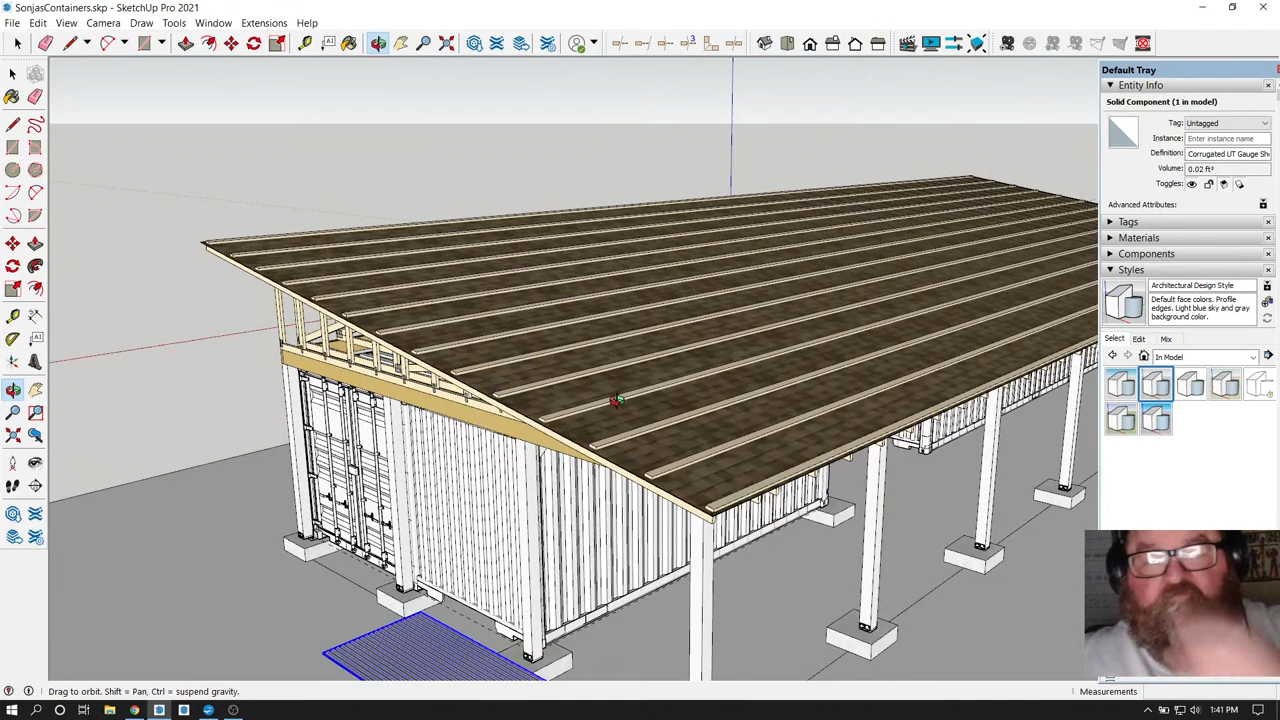 SonjasContainers.skp - SketchUp Pro 2021
File Edit View Camera Draw Tools Window Extensions Help
3
Default Tray
Entity Info
Solid Component (1 in model)
Tag: Untagged
Instance: Enter instance name
Definition: Corrugated UT Gauge Sh
Volume: 0.02 ft³
Toggles:
Advanced Attributes:
Tags
Materials
Components
Styles
Architectural Design Style
Default face colors. Profile
edges. Light blue sky and gray
background color.
Select Edit Mix
In Model
Drag to orbit. Shift = Pan, Ctrl = suspend gravity.
Measurements
1:41 PM